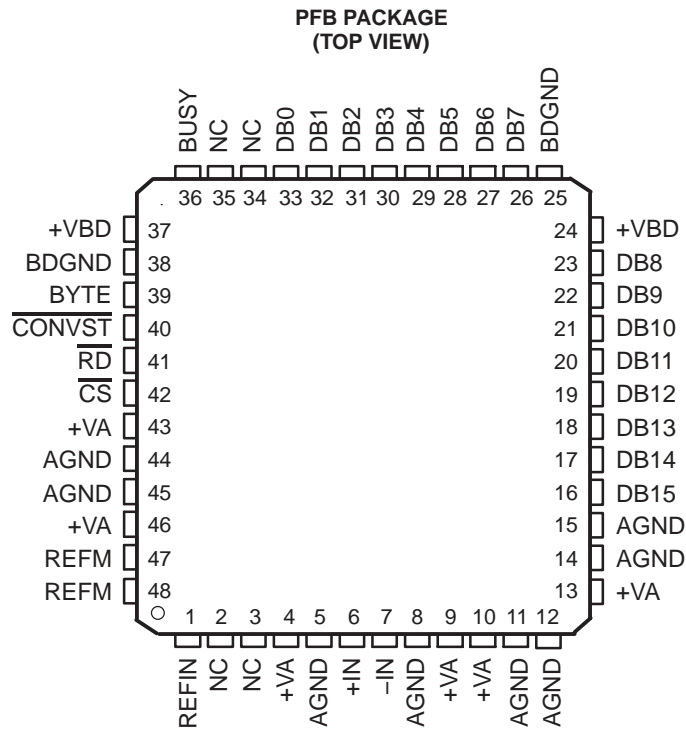 PFB PACKAGE
(TOP VIEW)
BUSY NC NC DB0 DB1 DB2 DB3 DB4 DB5 DB6 DB7 BDGND
36 35 34 33 32 31 30 29 28 27 26 25
+VBD 37 24 +VBD
BDGND 38 23 DB8
BYTE 39 22 DB9
CONVST 40 21 DB10
RD 41 20 DB11
CS 42 19 DB12
+VA 43 18 DB13
AGND 44 17 DB14
AGND 45 16 DB15
+VA 46 15 AGND
REFM 47 14 AGND
REFM 48 13 +VA
1 2 3 4 5 6 7 8 9 10 11 12
REFIN NC NC +VA AGND +IN –IN AGND +VA +VA AGND AGND